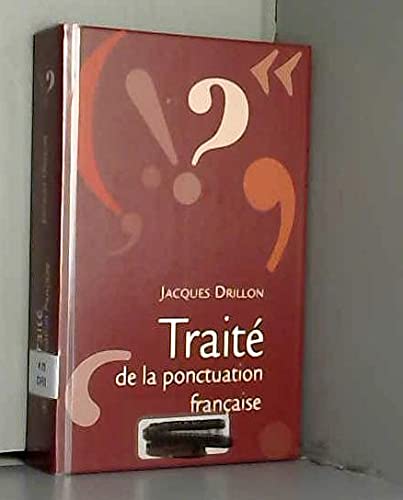 JACQUES DRILLON
Traité
de la ponctuation
française